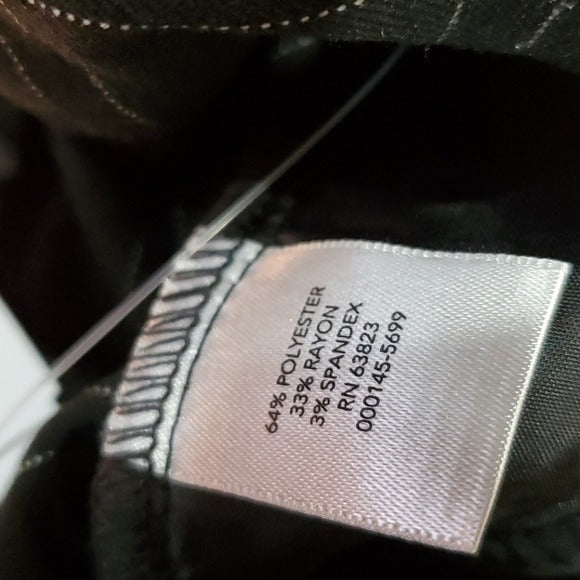 64% POLYESTER
33% RAYON
3% SPANDEX
RN 63823
000145-5699